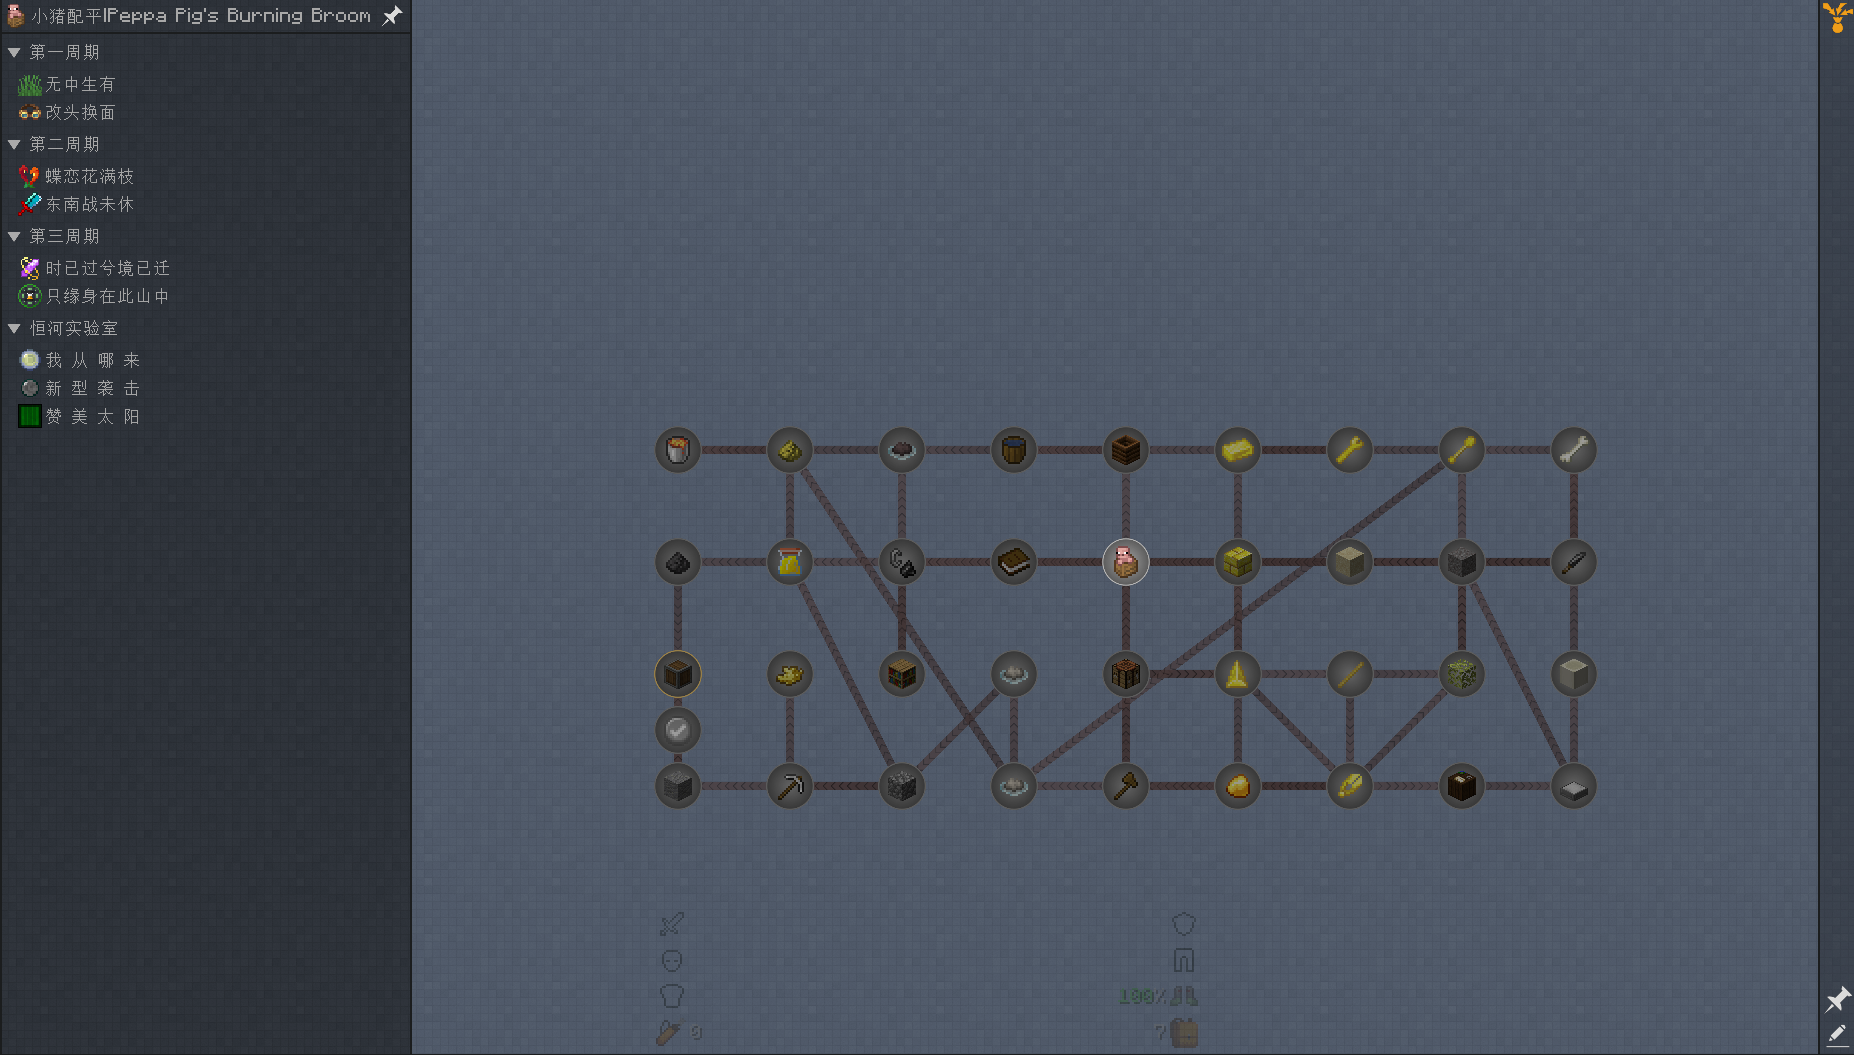 小猪配平|Peppa Pig's Burning Broom
第一周期
无中生有
改头换面
第二周期
蝶恋花满枝
东南战未休
第三周期
时已过兮境已迁
只缘身在此山中
恒河实验室
我 从 哪 来
新 型 袭 击
赞 美 太 阳
100%
9
?